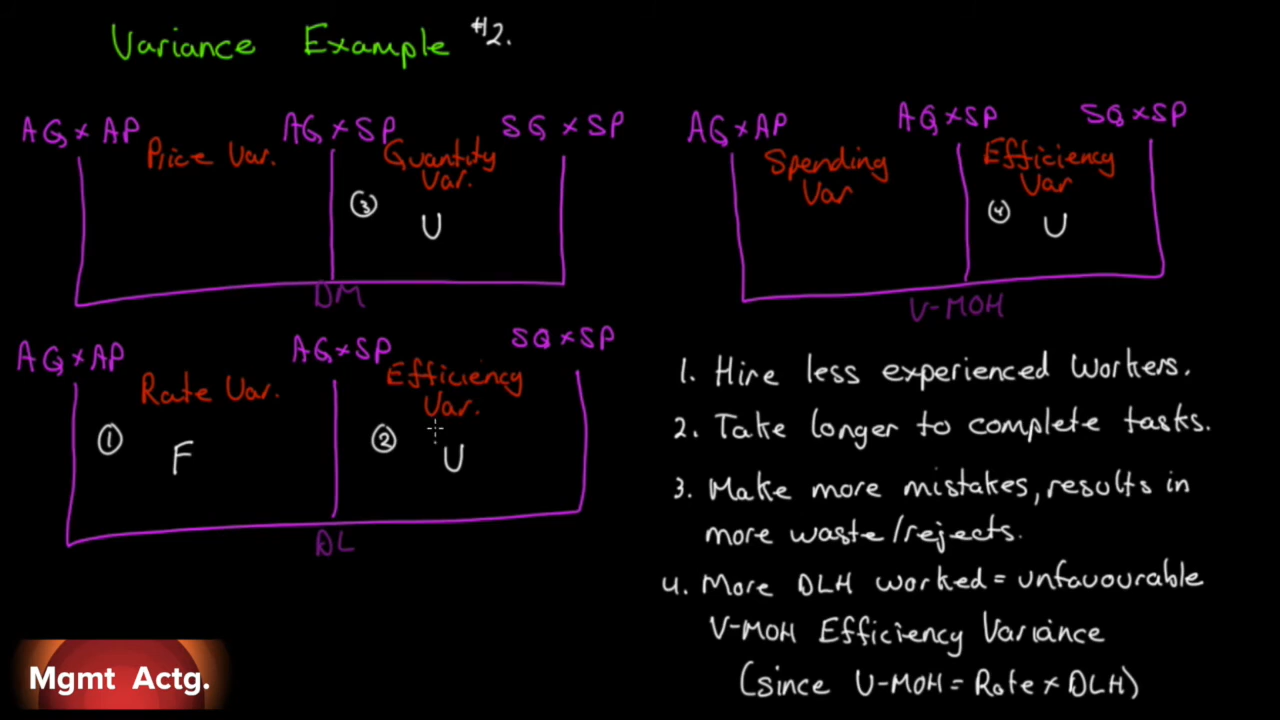 Variance Example #2.
AQ × AP
AQ × SP
SQ × SP
Price Var.
Quantity
Var.
③
U
DM
AQ × AP
AQ × SP
SQ × SP
Spending
Var
Efficiency
Var
④
U
V-MOH
AQ × AP
AQ × SP
SQ × SP
Rate Var.
Efficiency
Var.
①
F
②
U
DL
1. Hire less experienced workers.
2. Take longer to complete tasks.
3. Make more mistakes, results in
more waste/rejects.
4. More DLH worked = unfavourable
V-MOH Efficiency Variance
(since V-MOH = Rate × DLH)
Mgmt Actg.